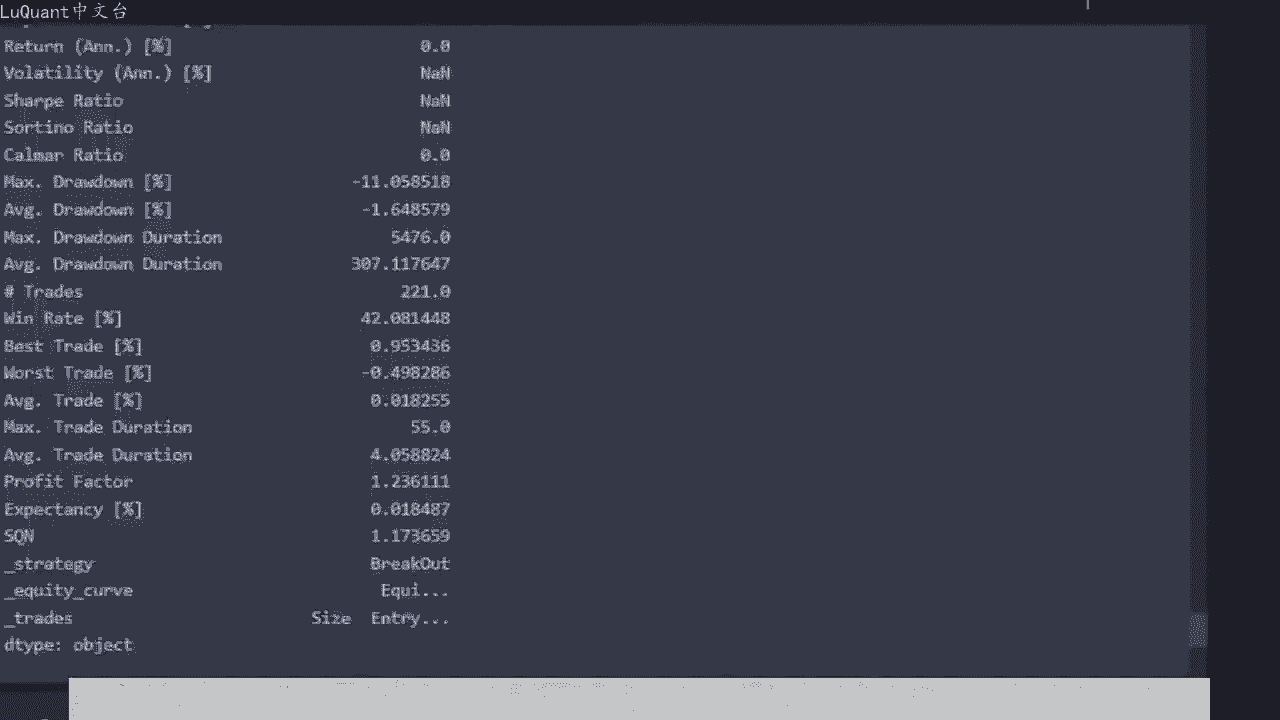 LuQuant中文台
Return (Ann.) [%] 0.0
Volatility (Ann.) [%] NaN
Sharpe Ratio NaN
Sortino Ratio NaN
Calmar Ratio 0.0
Max. Drawdown [%] -11.058518
Avg. Drawdown [%] -1.648579
Max. Drawdown Duration 5476.0
Avg. Drawdown Duration 307.117647
# Trades 221.0
Win Rate [%] 42.081448
Best Trade [%] 0.953436
Worst Trade [%] -0.498286
Avg. Trade [%] 0.018255
Max. Trade Duration 55.0
Avg. Trade Duration 4.058824
Profit Factor 1.236111
Expectancy [%] 0.018487
SQN 1.173659
_strategy BreakOut
_equity_curve Equi...
_trades Size Entry...
dtype: object